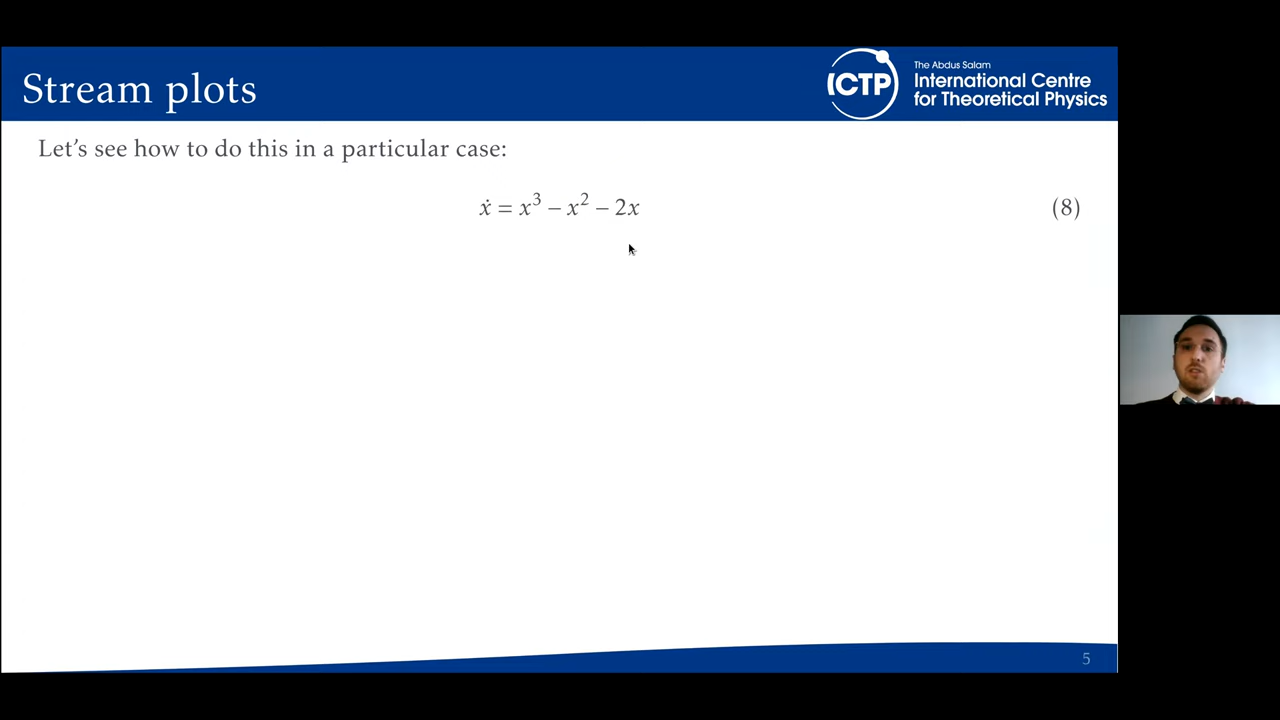 Stream plots
ICTP
The Abdus Salam
International Centre
for Theoretical Physics
Let's see how to do this in a particular case:
ẋ = x³ − x² − 2x (8)
5